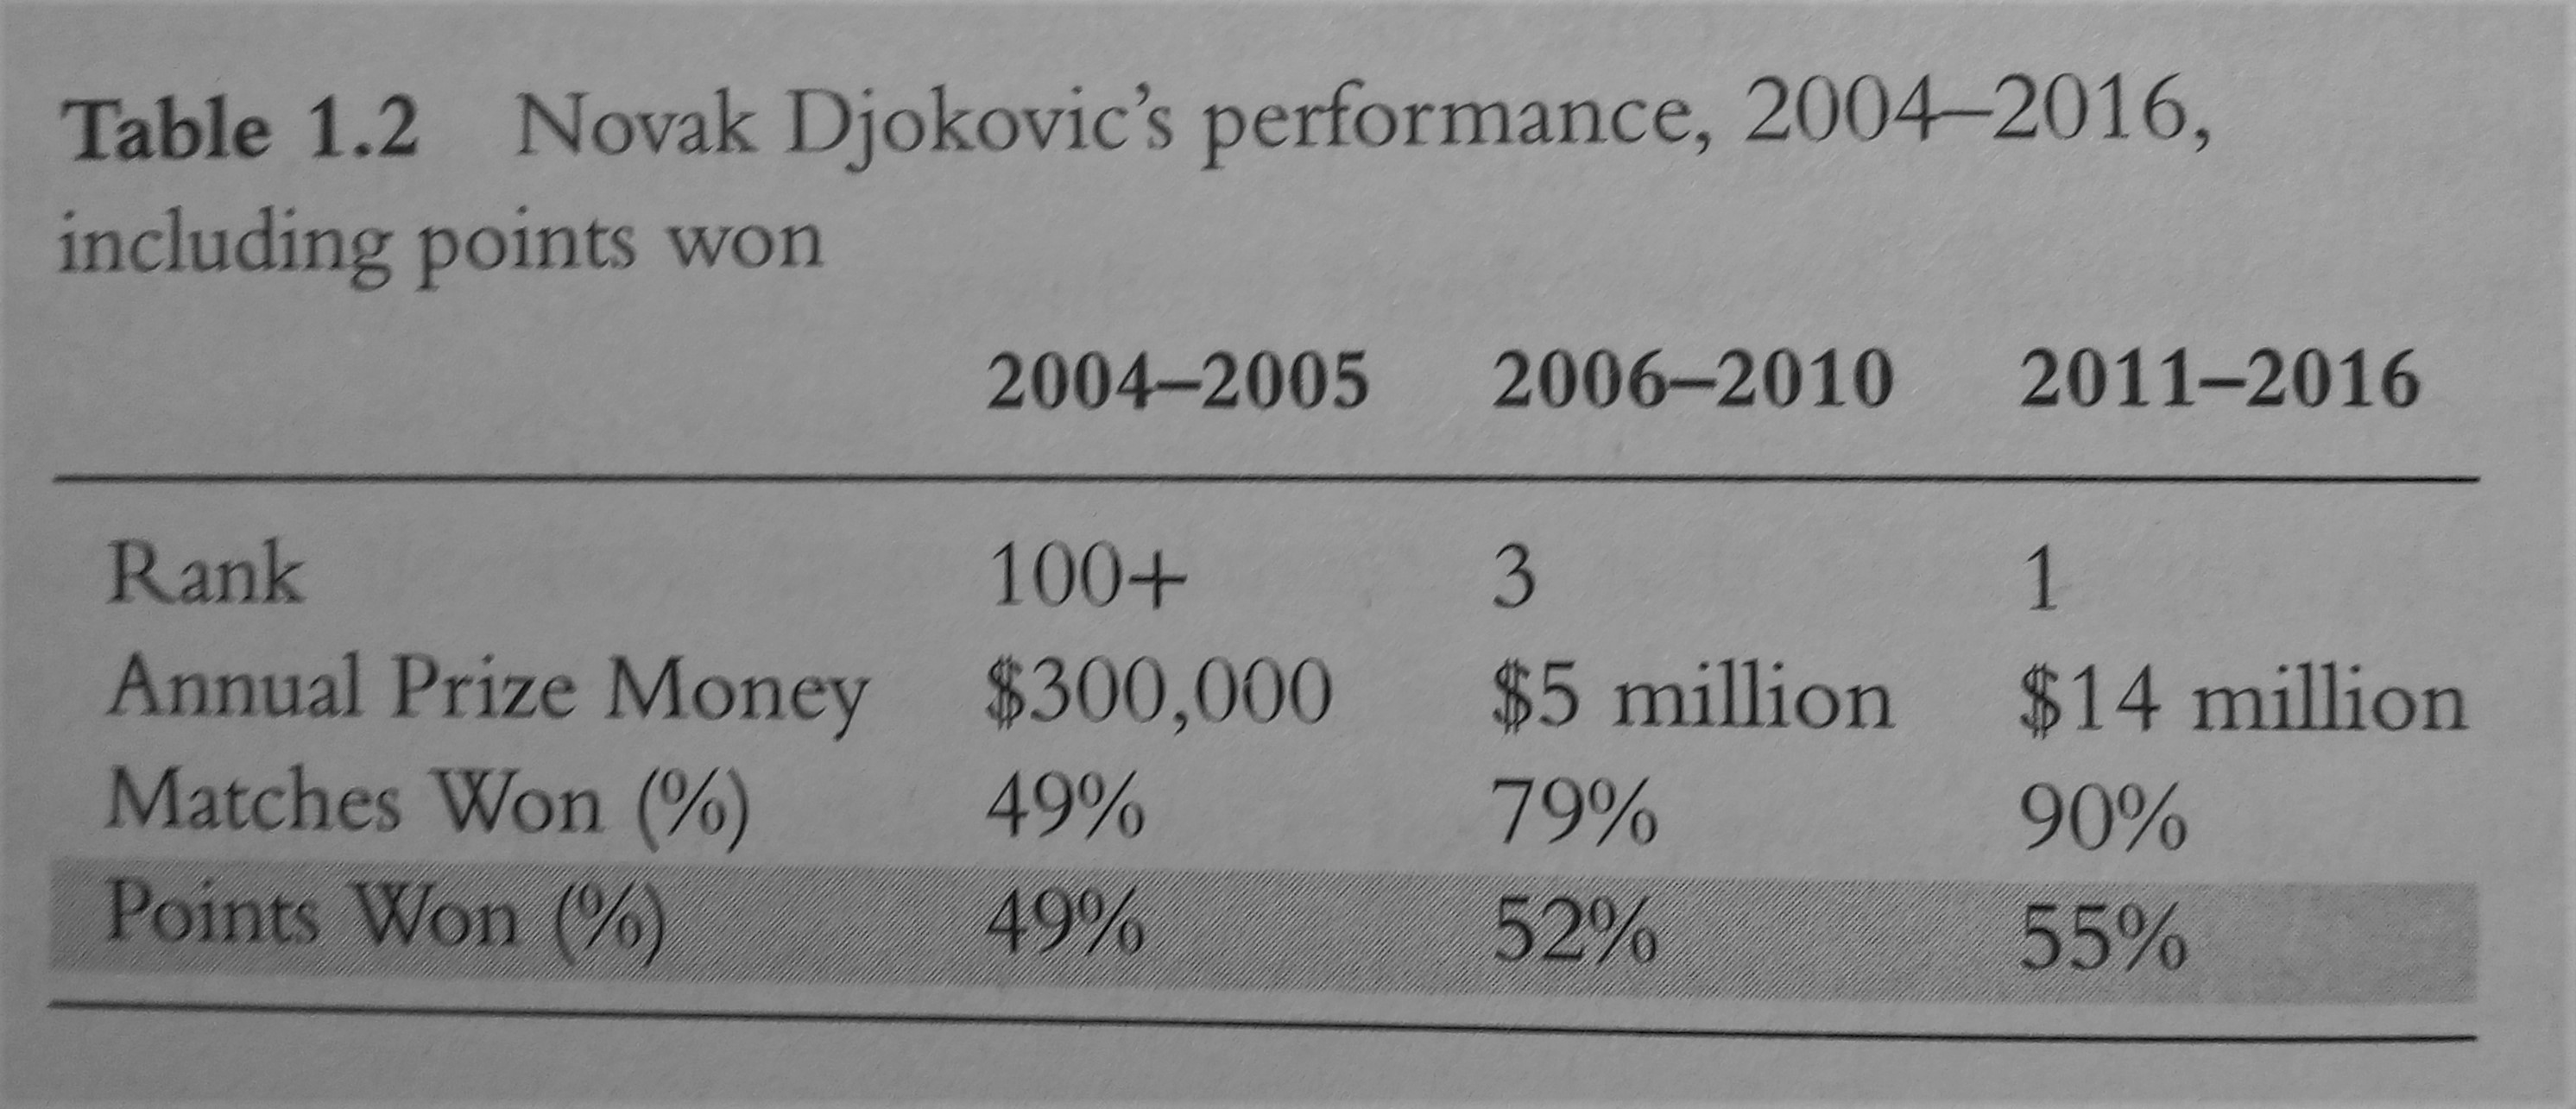 Table 1.2 Novak Djokovic's performance, 2004–2016,
including points won
2004–2005 2006–2010 2011–2016
Rank 100+ 3 1
Annual Prize Money $300,000 $5 million $14 million
Matches Won (%) 49% 79% 90%
Points Won (%) 49% 52% 55%